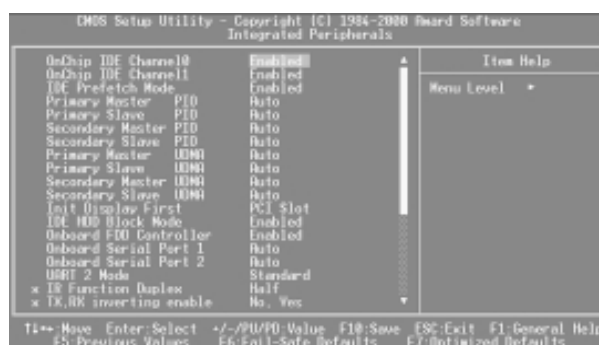 CMOS Setup Utility – Copyright (C) 1984-2000 Award Software
Integrated Peripherals
OnChip IDE Channel0 Enabled
OnChip IDE Channel1 Enabled
IDE Prefetch Mode Enabled
Primary Master PIO Auto
Primary Slave PIO Auto
Secondary Master PIO Auto
Secondary Slave PIO Auto
Primary Master UDMA Auto
Primary Slave UDMA Auto
Secondary Master UDMA Auto
Secondary Slave UDMA Auto
Init Display First PCI Slot
IDE HDD Block Mode Enabled
Onboard FDD Controller Enabled
Onboard Serial Port 1 Auto
Onboard Serial Port 2 Auto
UART 2 Mode Standard
x IR Function Duplex Half
x TX,RX inverting enable No, Yes
Item Help
Menu Level ►
↑↓←→:Move Enter:Select +/-/PU/PD:Value F10:Save ESC:Exit F1:General Help
F5:Previous Values F6:Fail-Safe Defaults F7:Optimized Defaults